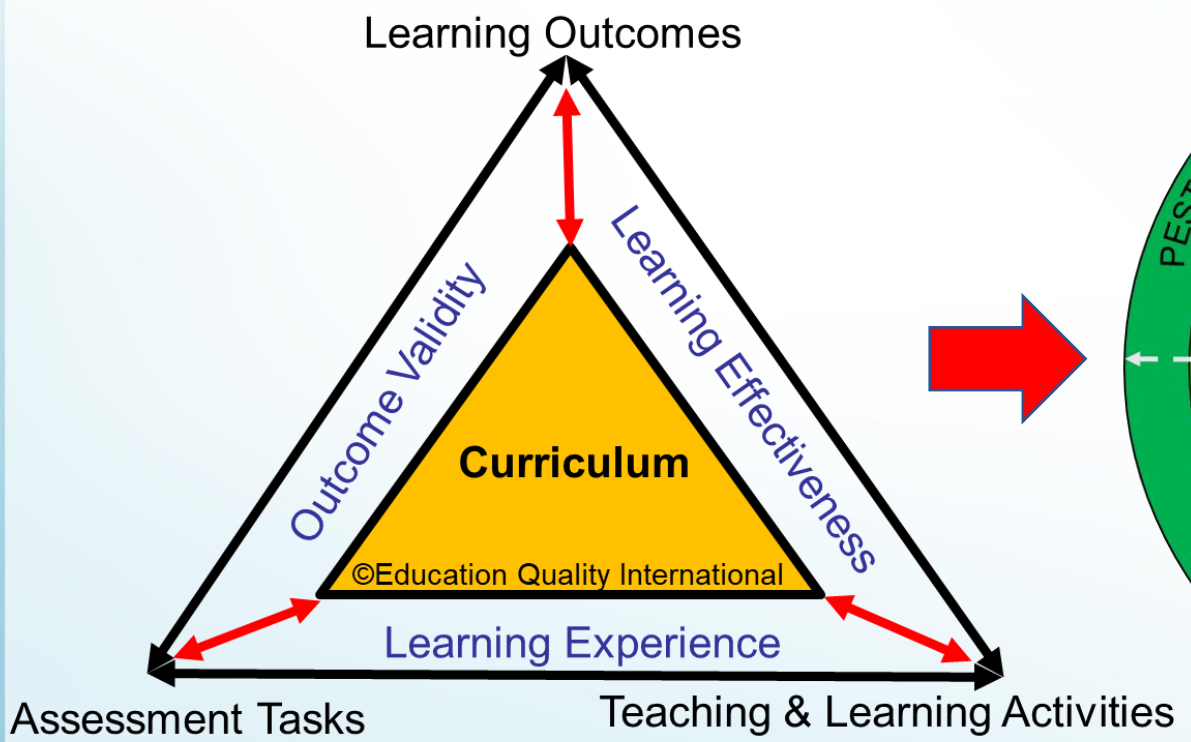 Learning Outcomes
Outcome Validity
Learning Effectiveness
Curriculum
©Education Quality International
Learning Experience
Assessment Tasks
Teaching & Learning Activities